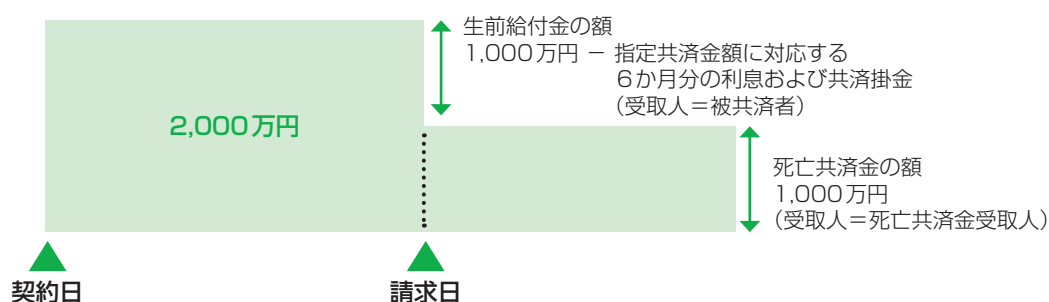 生前給付金の額
1,000万円 − 指定共済金額に対応する
6か月分の利息および共済掛金
（受取人＝被共済者）
2,000万円
死亡共済金の額
1,000万円
（受取人＝死亡共済金受取人）
契約日
請求日